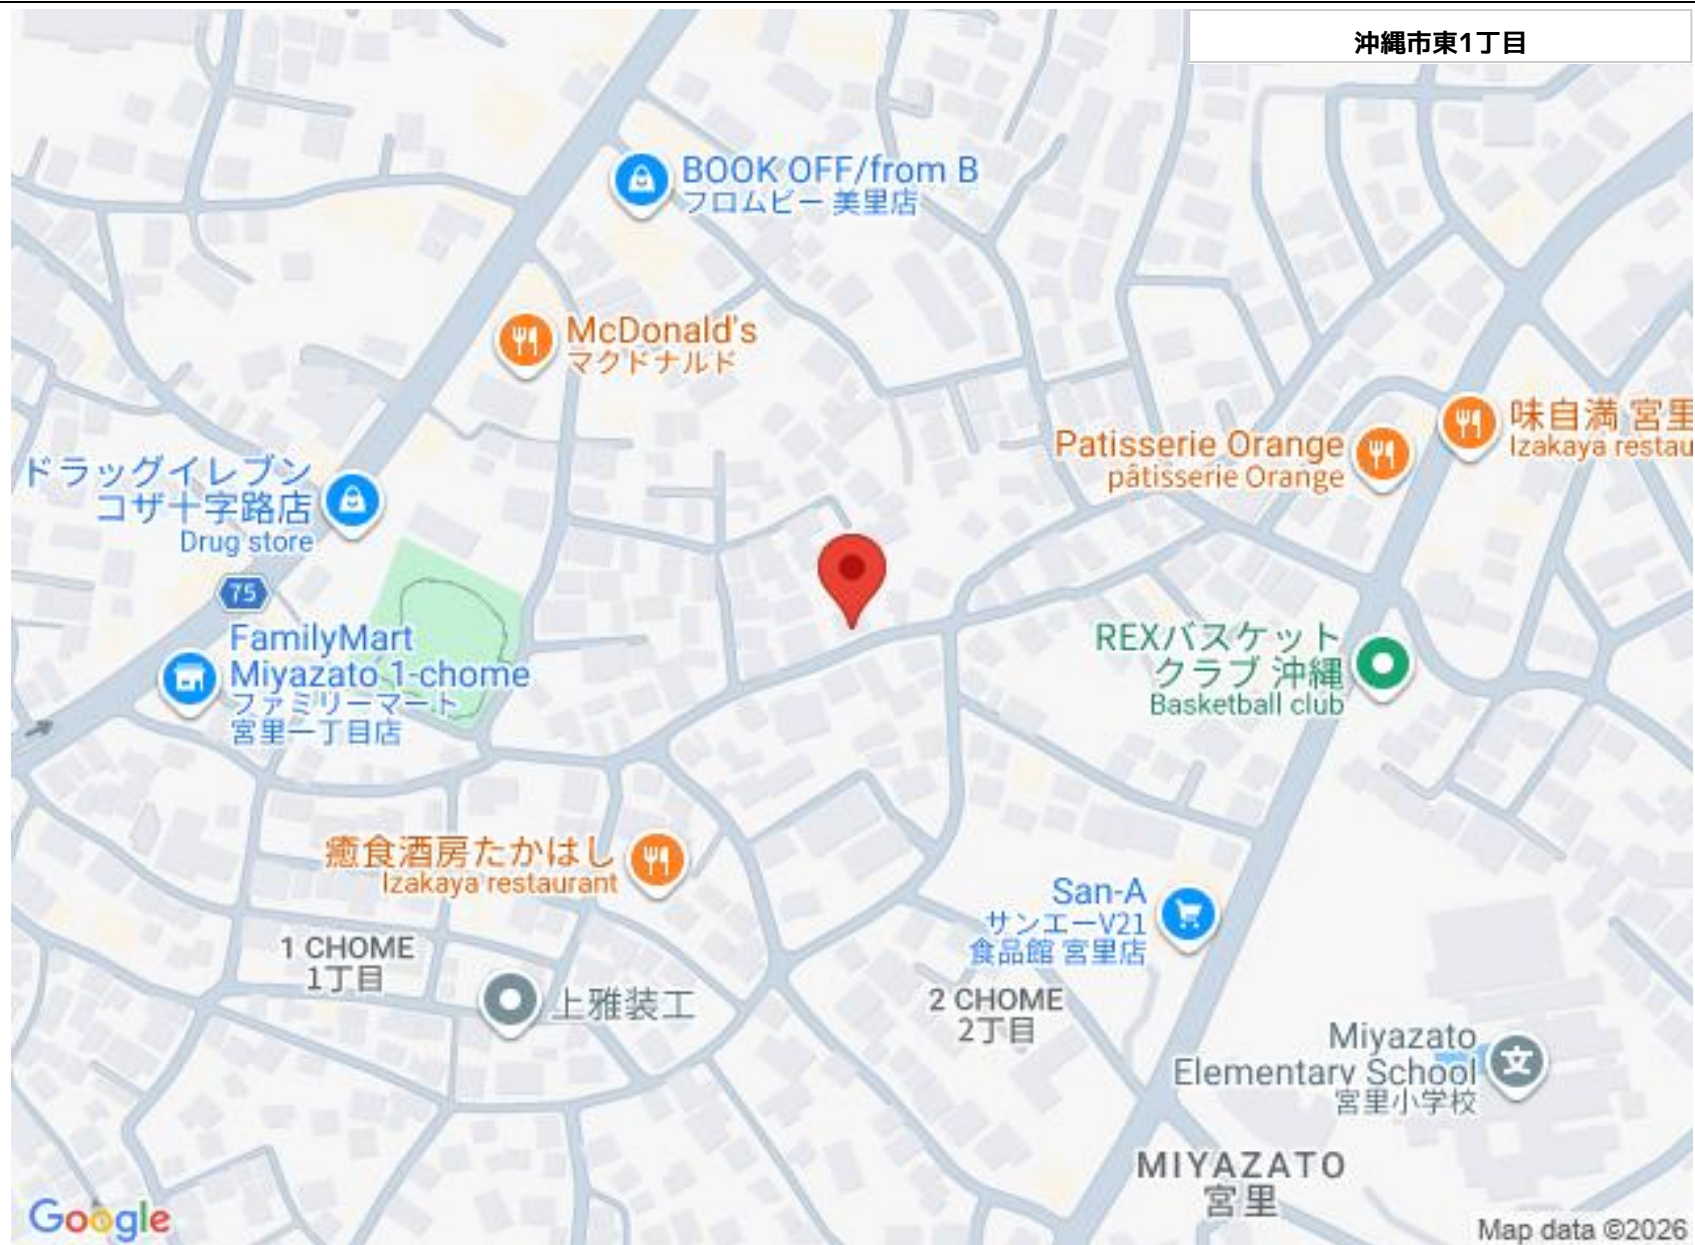 沖縄市東1丁目
BOOK OFF/from B
フロムビー 美里店
McDonald's
マクドナルド
味自満 宮里
Izakaya restau
Patisserie Orange
pâtisserie Orange
ドラッグイレブン
コザ十字路店
Drug store
75
FamilyMart
Miyazato 1-chome
ファミリーマート
宮里一丁目店
REXバスケット
クラブ 沖縄
Basketball club
癒食酒房たかはし
Izakaya restaurant
San-A
サンエーV21
食品館 宮里店
1 CHOME
1丁目
上雅装工
2 CHOME
2丁目
Miyazato
Elementary School
宮里小学校
文
MIYAZATO
宮里
Google
Map data ©2026